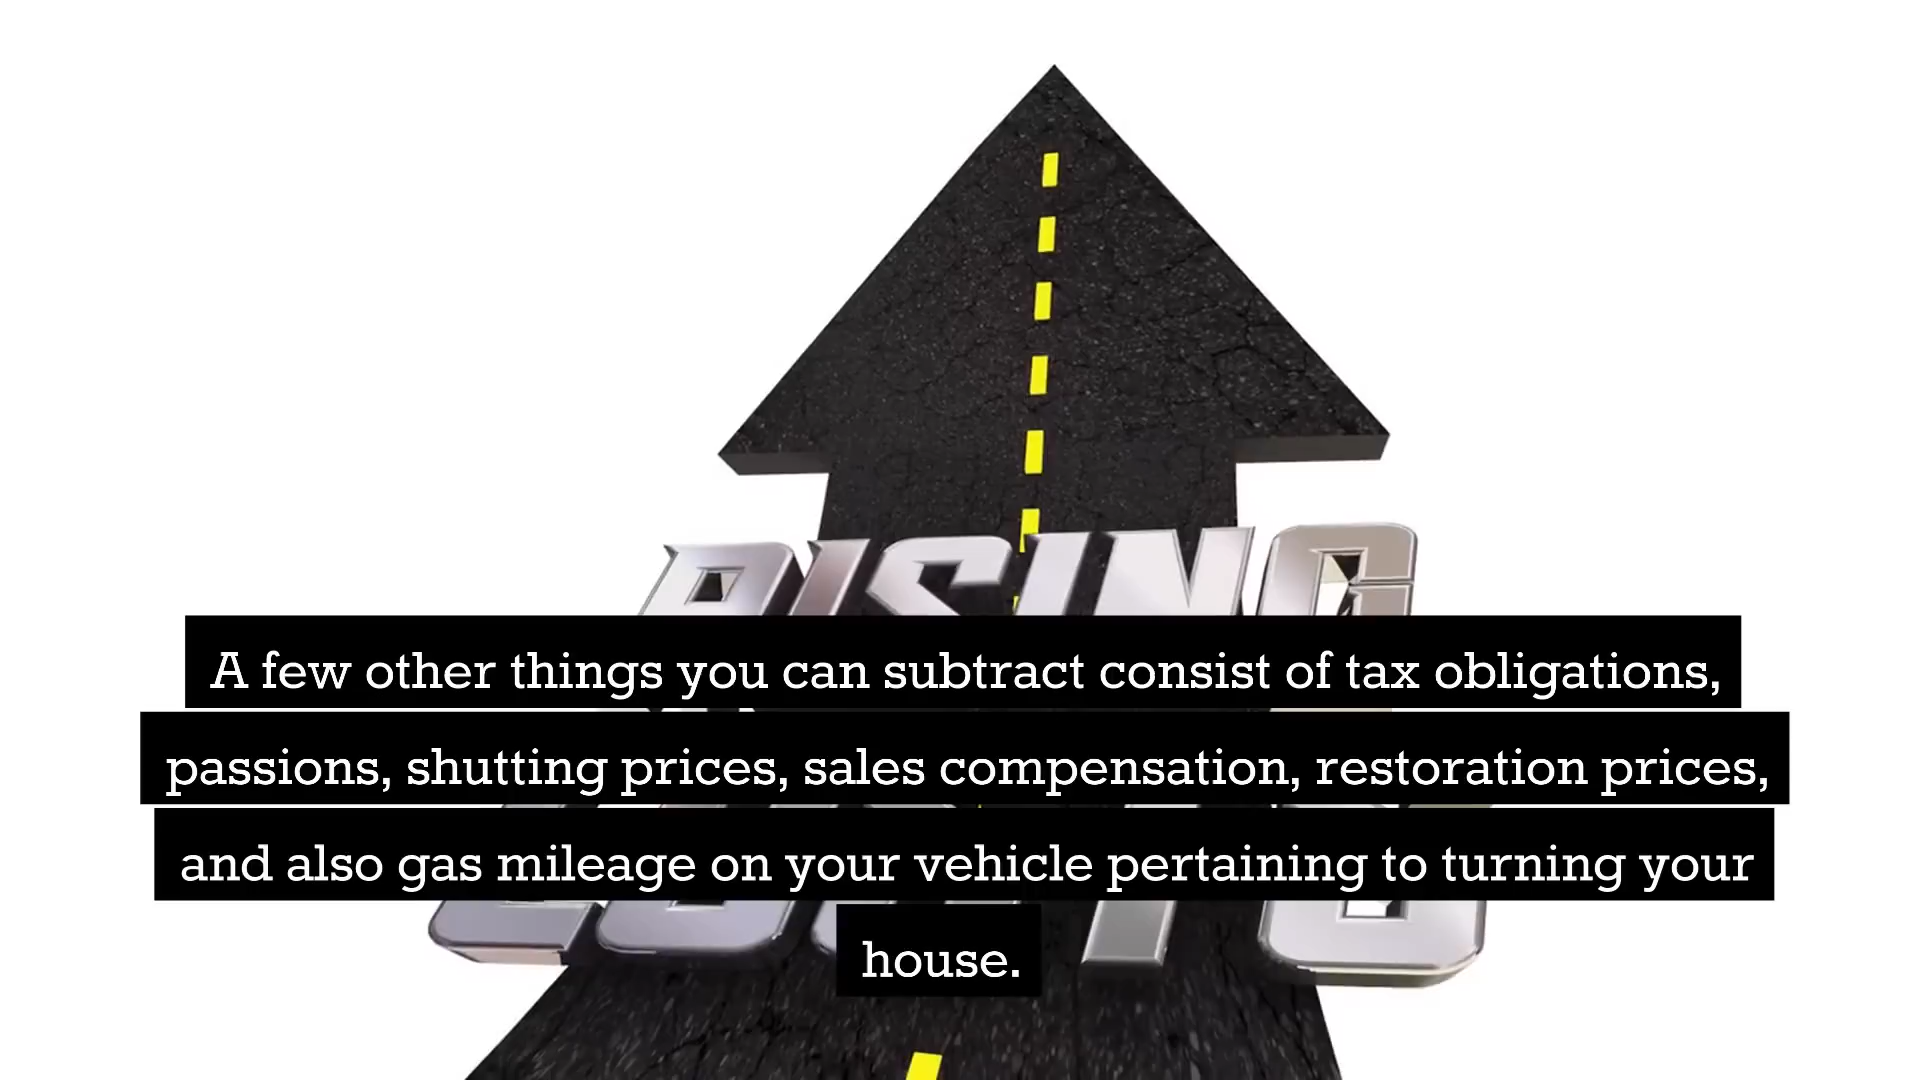 RISING
A few other things you can subtract consist of tax obligations,
passions, shutting prices, sales compensation, restoration prices,
and also gas mileage on your vehicle pertaining to turning your
house.